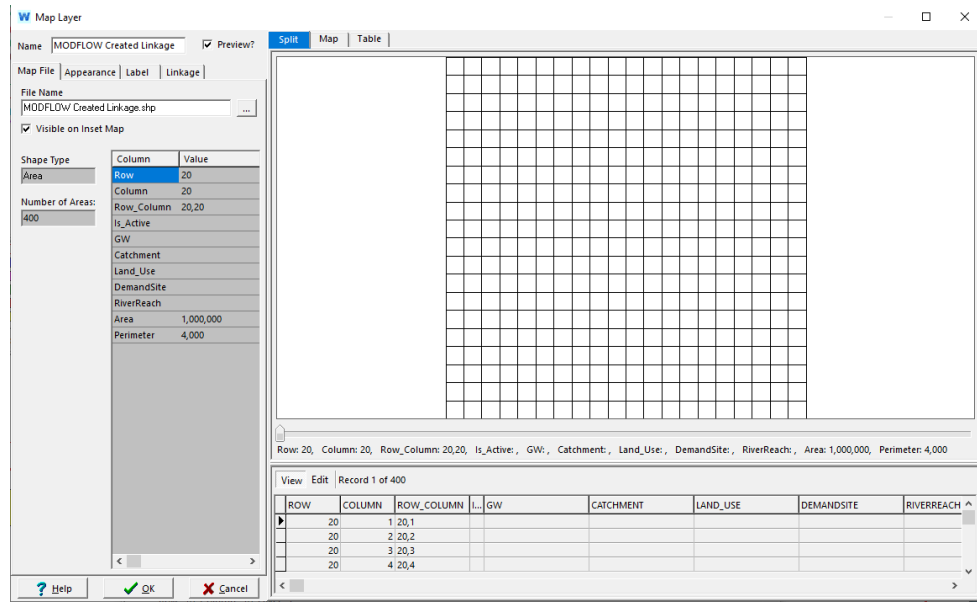 W Map Layer
Name MODFLOW Created Linkage Preview?
Map File Appearance Label Linkage
File Name
MODFLOW Created Linkage.shp ...
Visible on Inset Map
Shape Type
Area
Number of Areas:
400
Column Value
Row 20
Column 20
Row_Column 20,20
Is_Active
GW
Catchment
Land_Use
DemandSite
RiverReach
Area 1,000,000
Perimeter 4,000
? Help OK Cancel
Split Map Table
Row: 20, Column: 20, Row_Column: 20,20, Is_Active: , GW: , Catchment: , Land_Use: , DemandSite: , RiverReach: , Area: 1,000,000, Perimeter: 4,000
View Edit Record 1 of 400
ROW COLUMN ROW_COLUMN I... GW CATCHMENT LAND_USE DEMANDSITE RIVERREACH
20 1 20,1
20 2 20,2
20 3 20,3
20 4 20,4